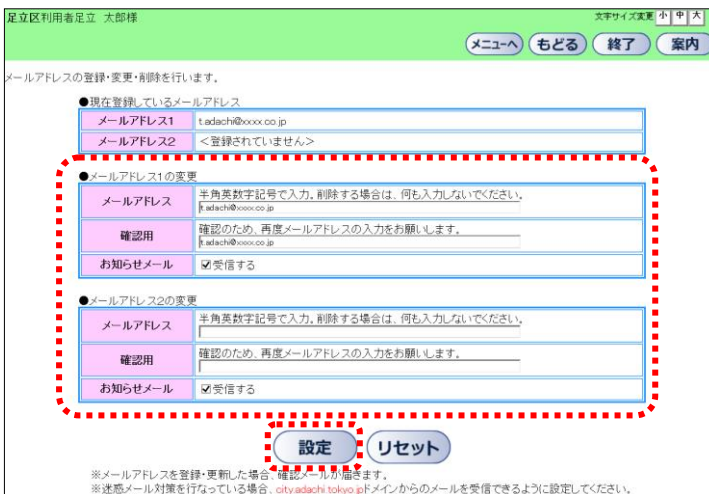 足立区利用者足立 太郎様
文字サイズ変更 小 中 大
メニューへ もどる 終了 案内
メールアドレスの登録・変更・削除を行います。
●現在登録しているメールアドレス
メールアドレス1 t.adachi@xxxx.co.jp
メールアドレス2 <登録されていません>
●メールアドレス1の変更
メールアドレス 半角英数字記号で入力。削除する場合は、何も入力しないでください。
t.adachi@xxxx.co.jp
確認用 確認のため、再度メールアドレスの入力をお願いします。
t.adachi@xxxx.co.jp
お知らせメール 受信する
●メールアドレス2の変更
メールアドレス 半角英数字記号で入力。削除する場合は、何も入力しないでください。
確認用 確認のため、再度メールアドレスの入力をお願いします。
お知らせメール 受信する
設定 リセット
※メールアドレスを登録・更新した場合、確認メールが届きます。
※迷惑メール対策を行なっている場合、city.adachi.tokyo.jpドメインからのメールを受信できるように設定してください。